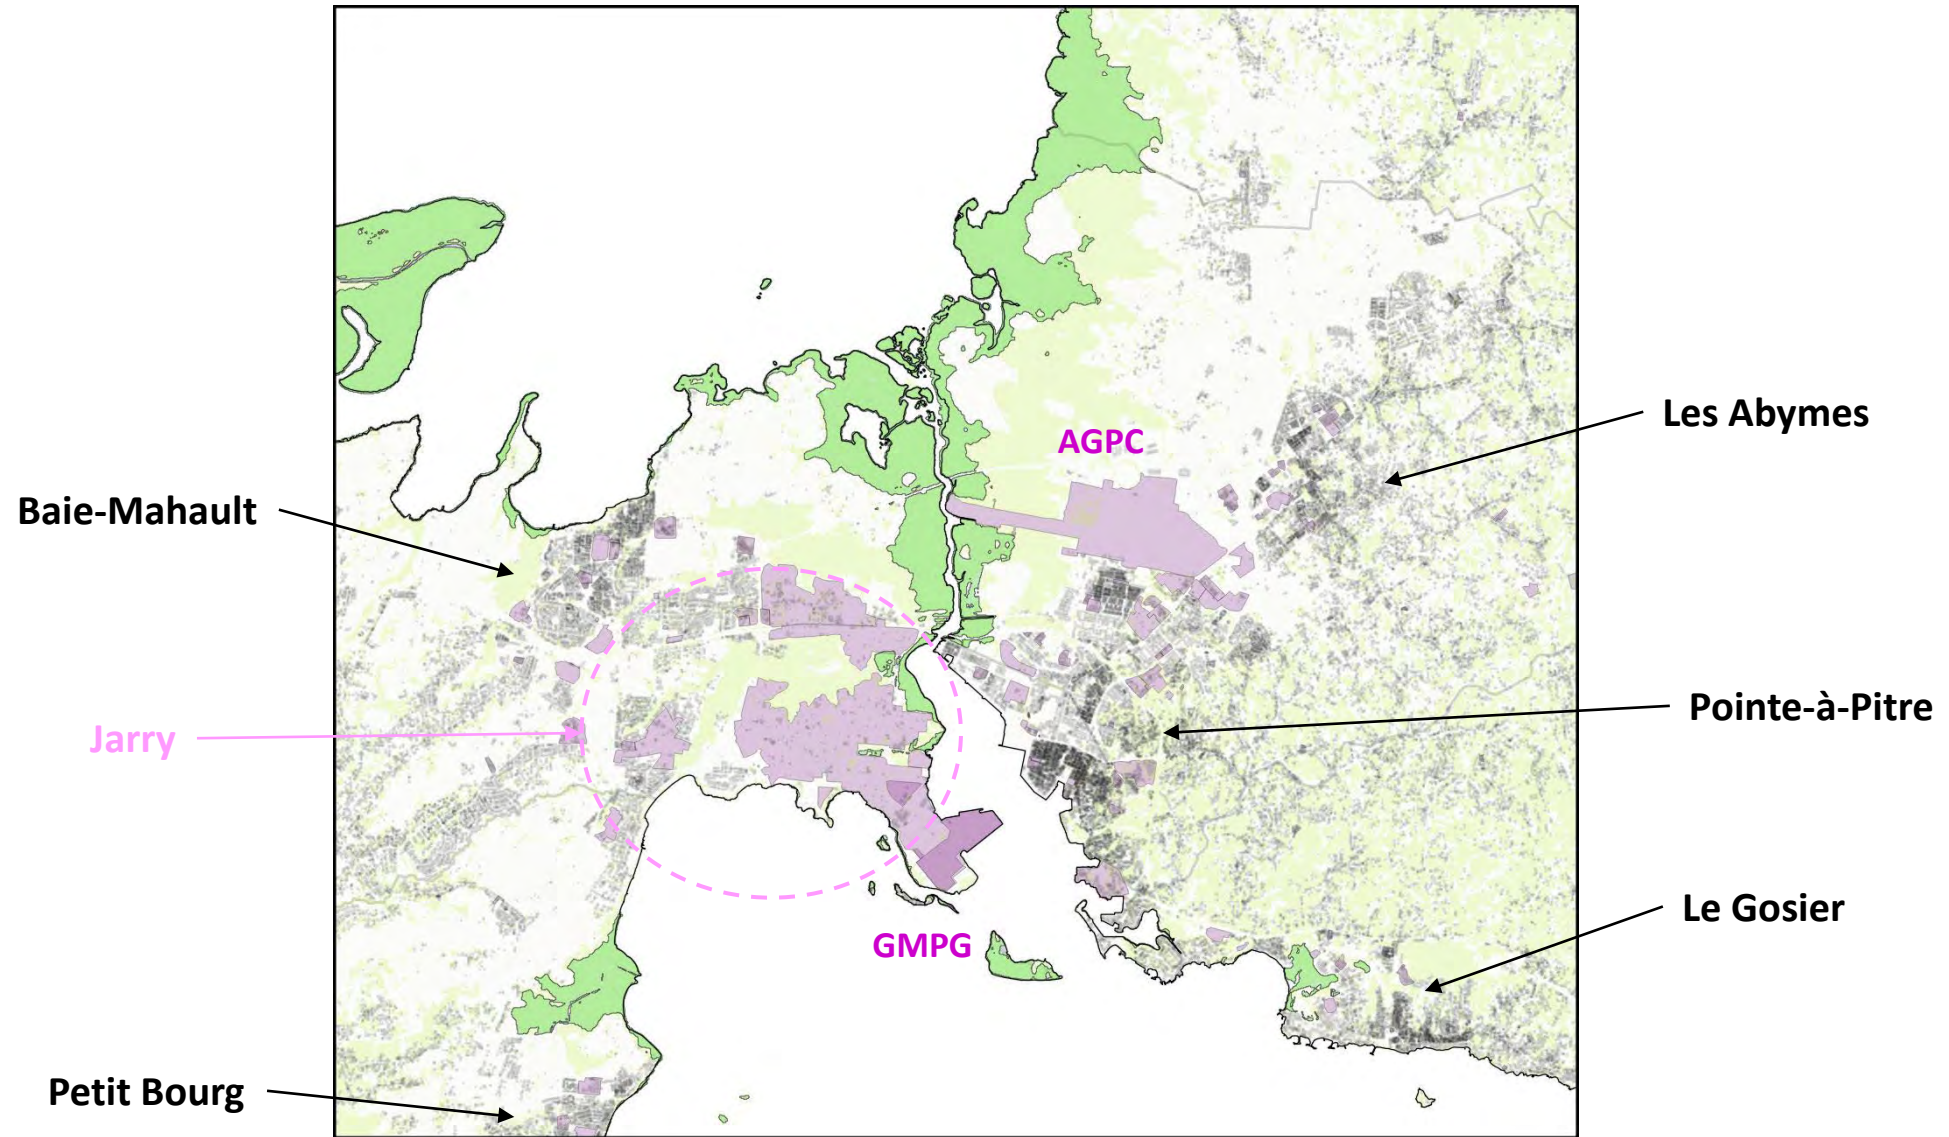 Les Abymes
AGPC
Baie-Mahault
Pointe-à-Pitre
Jarry
Le Gosier
GMPG
Petit Bourg